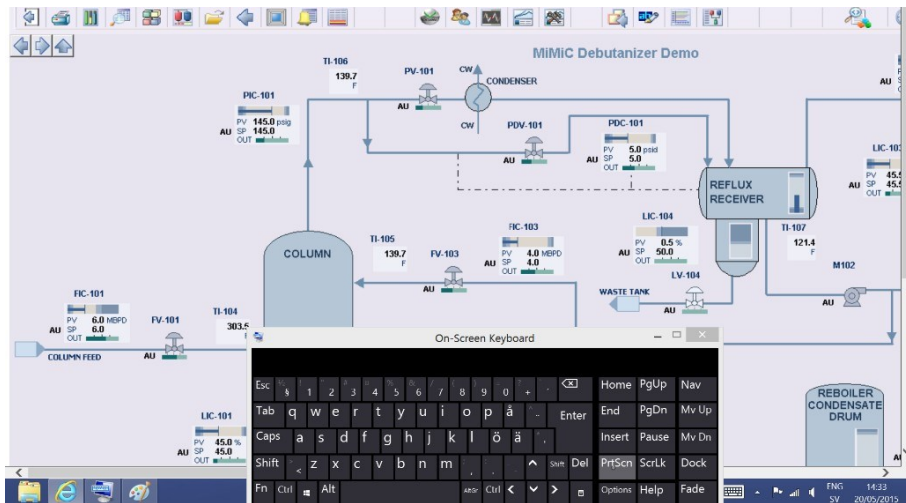 MiMiC Debutanizer Demo
TI-106
139.7
F
PV-101
AU
CW
CONDENSER
CW
PIC-101
PV 145.0 psig
AU SP 145.0
OUT
PDV-101
AU
PDC-101
PV 5.0 psid
AU SP 5.0
OUT
AU
LIC-103
PV 45.5
AU SP 45.5
OUT
REFLUX
RECEIVER
LIC-104
PV 0.5 %
AU SP 50.0
OUT
TI-107
121.4
F
COLUMN
TI-105
139.7
F
FV-103
AU
FIC-103
PV 4.0 MBPD
AU SP 4.0
OUT
LV-104
AU
WASTE TANK
M102
AU
FIC-101
PV 6.0 MBPD
AU SP 6.0
OUT
FV-101
AU
TI-104
303.5
COLUMN FEED
LIC-101
PV 45.0 %
AU SP 45.0
OUT
REBOILER
CONDENSATE
DRUM
On-Screen Keyboard
Esc § ! 1 2 3 4 5 6 7 8 9 0 + Home PgUp Nav
Tab q w e r t y u i o p å Enter End PgDn Mv Up
Caps a s d f g h j k l ö ä Insert Pause Mv Dn
Shift < z x c v b n m Shift Del PrtScn ScrLk Dock
Fn Ctrl Alt AltGr Ctrl Options Help Fade
ENG
SV
14:33
20/05/2015